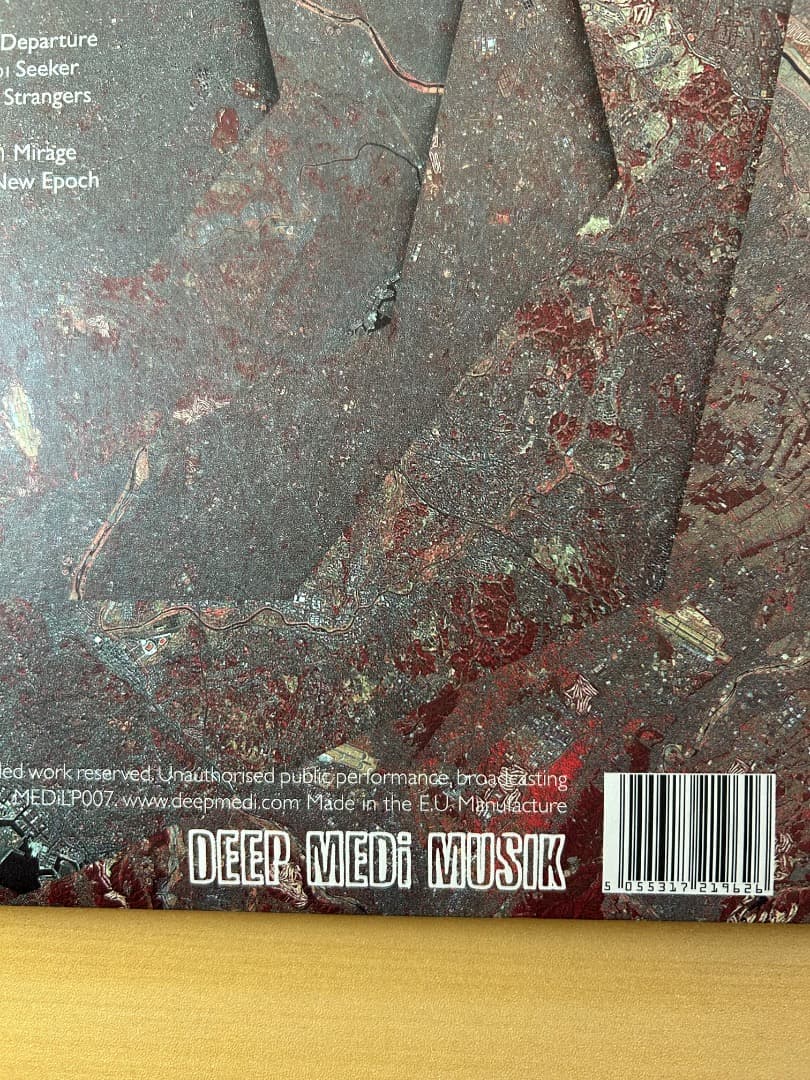 Departure
Seeker
Strangers
Mirage
New Epoch
led work reserved. Unauthorised public performance, broadcasting
MEDiLP007. www.deepmedi.com Made in the E.U. Manufacture
DEEP MEDi MUSIK
5 055317 219626